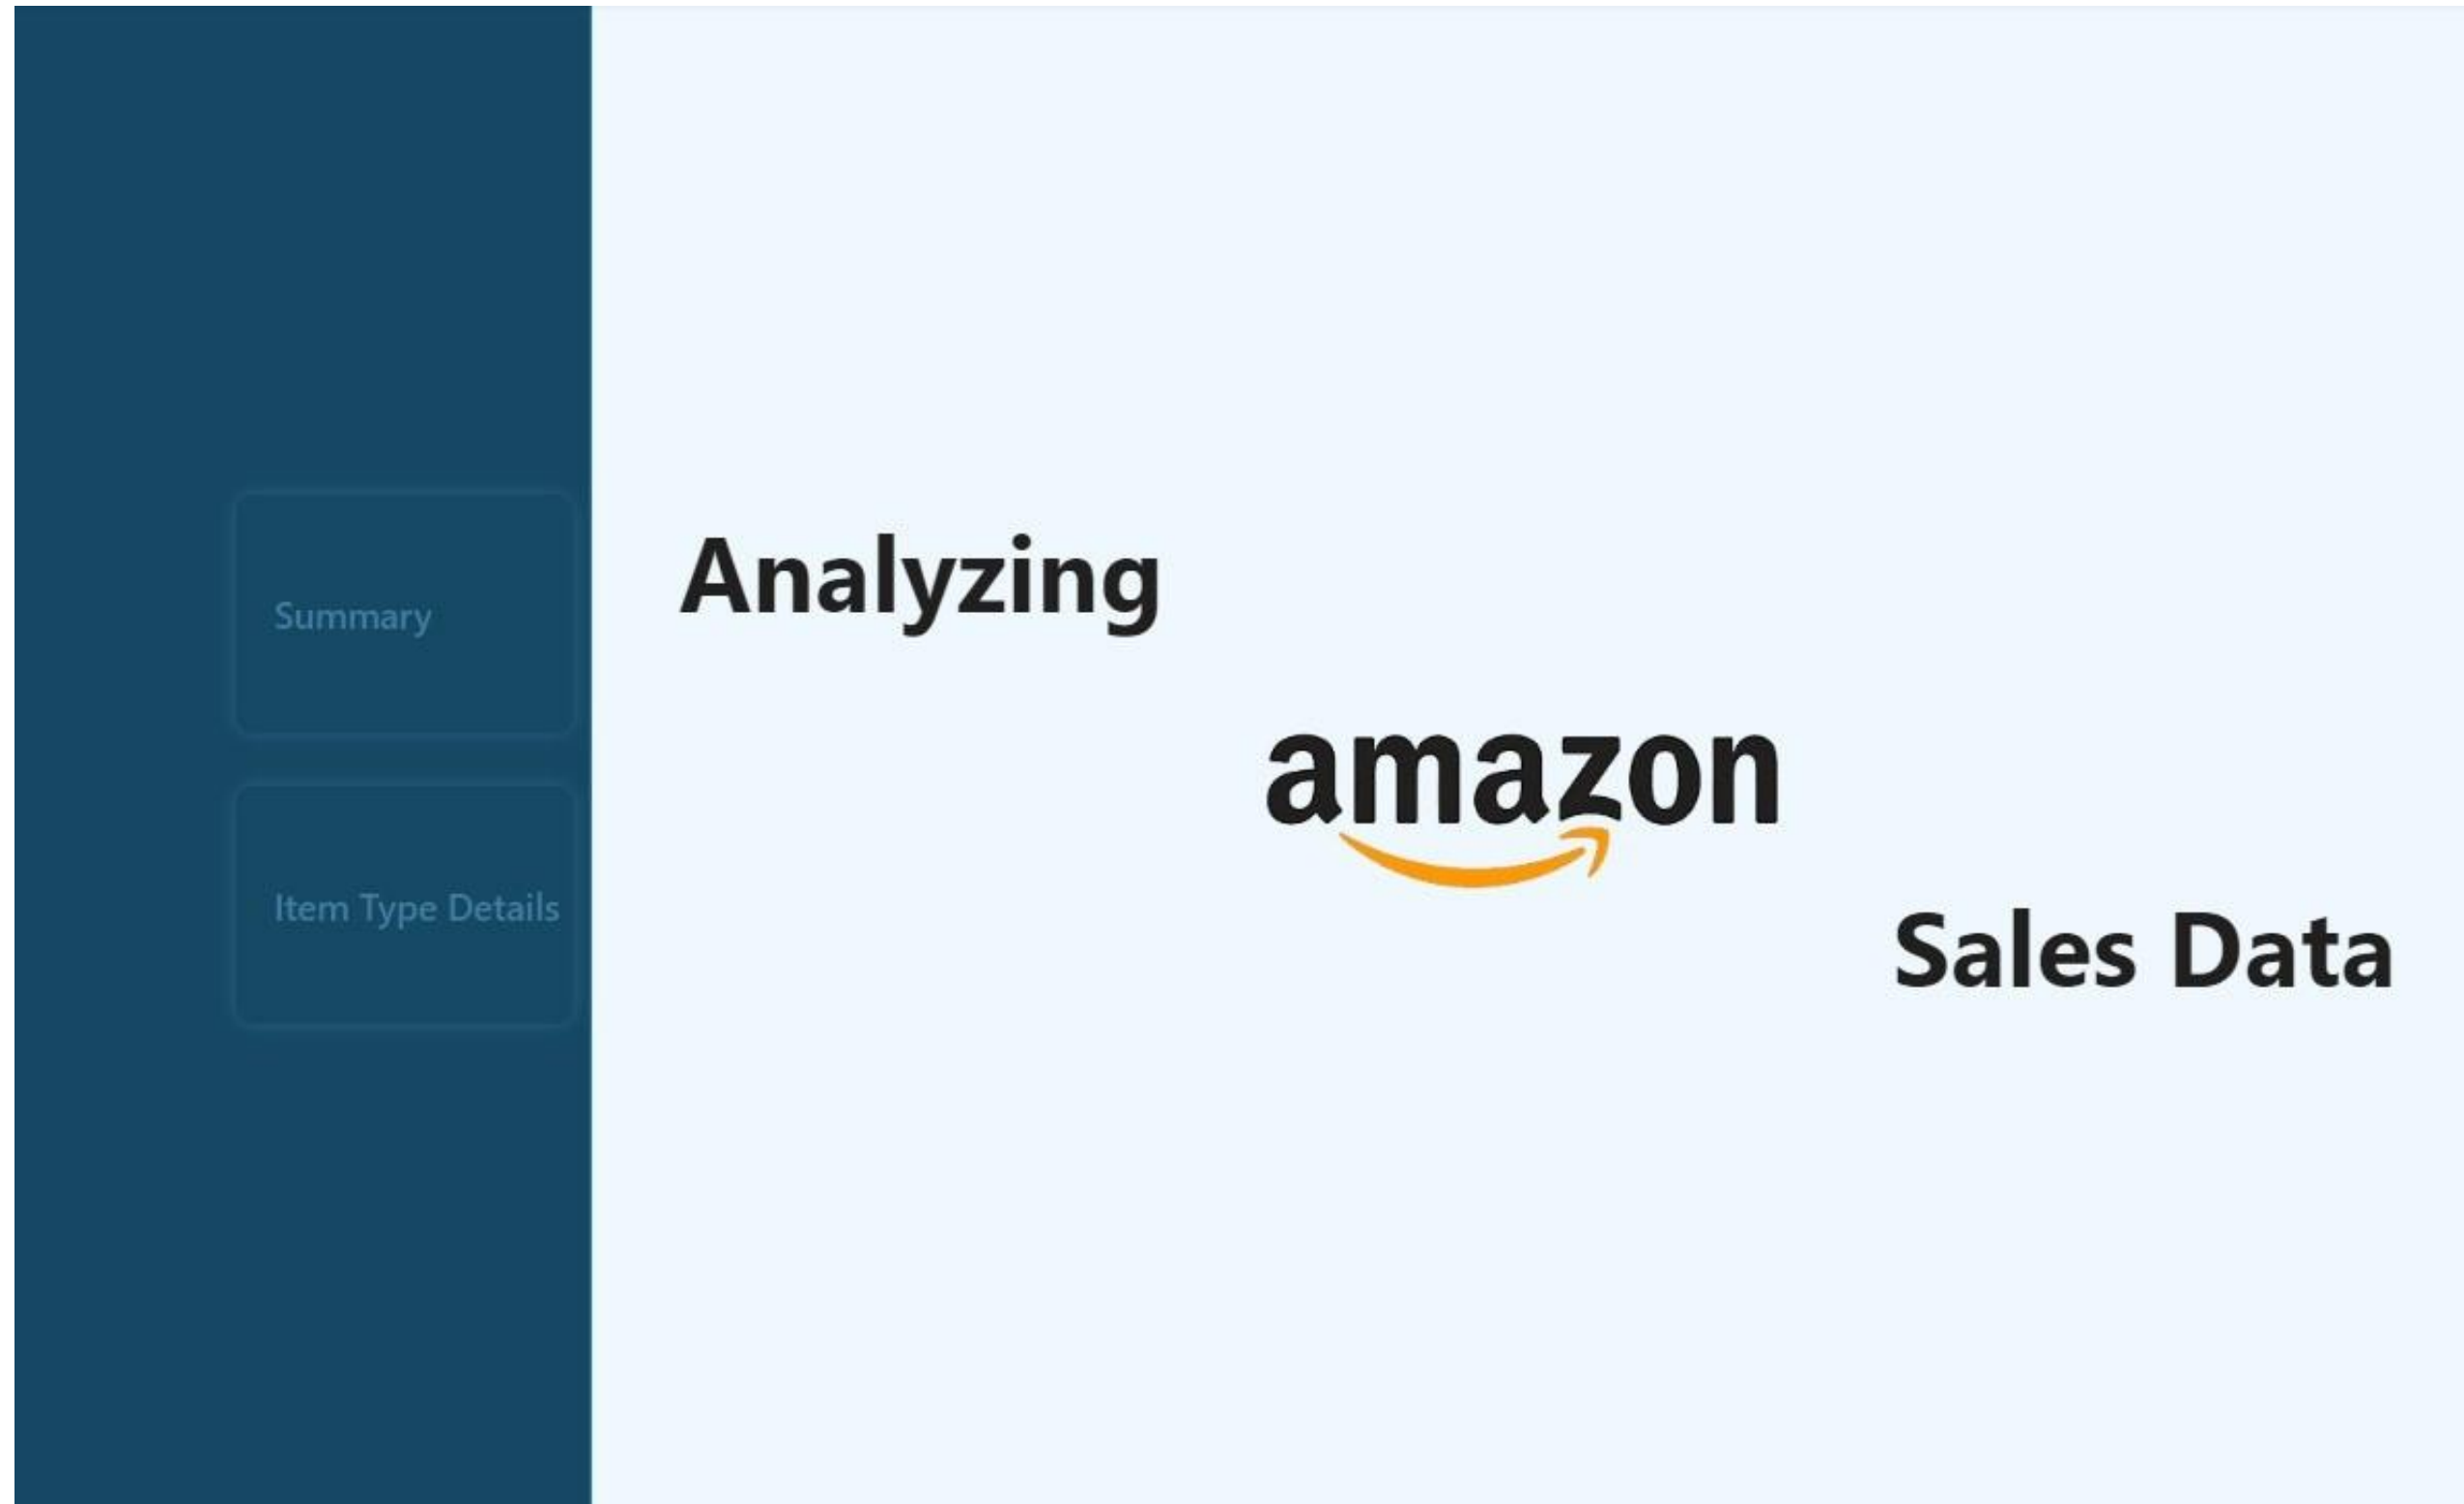 Summary
Item Type Details
Analyzing
amazon
Sales Data